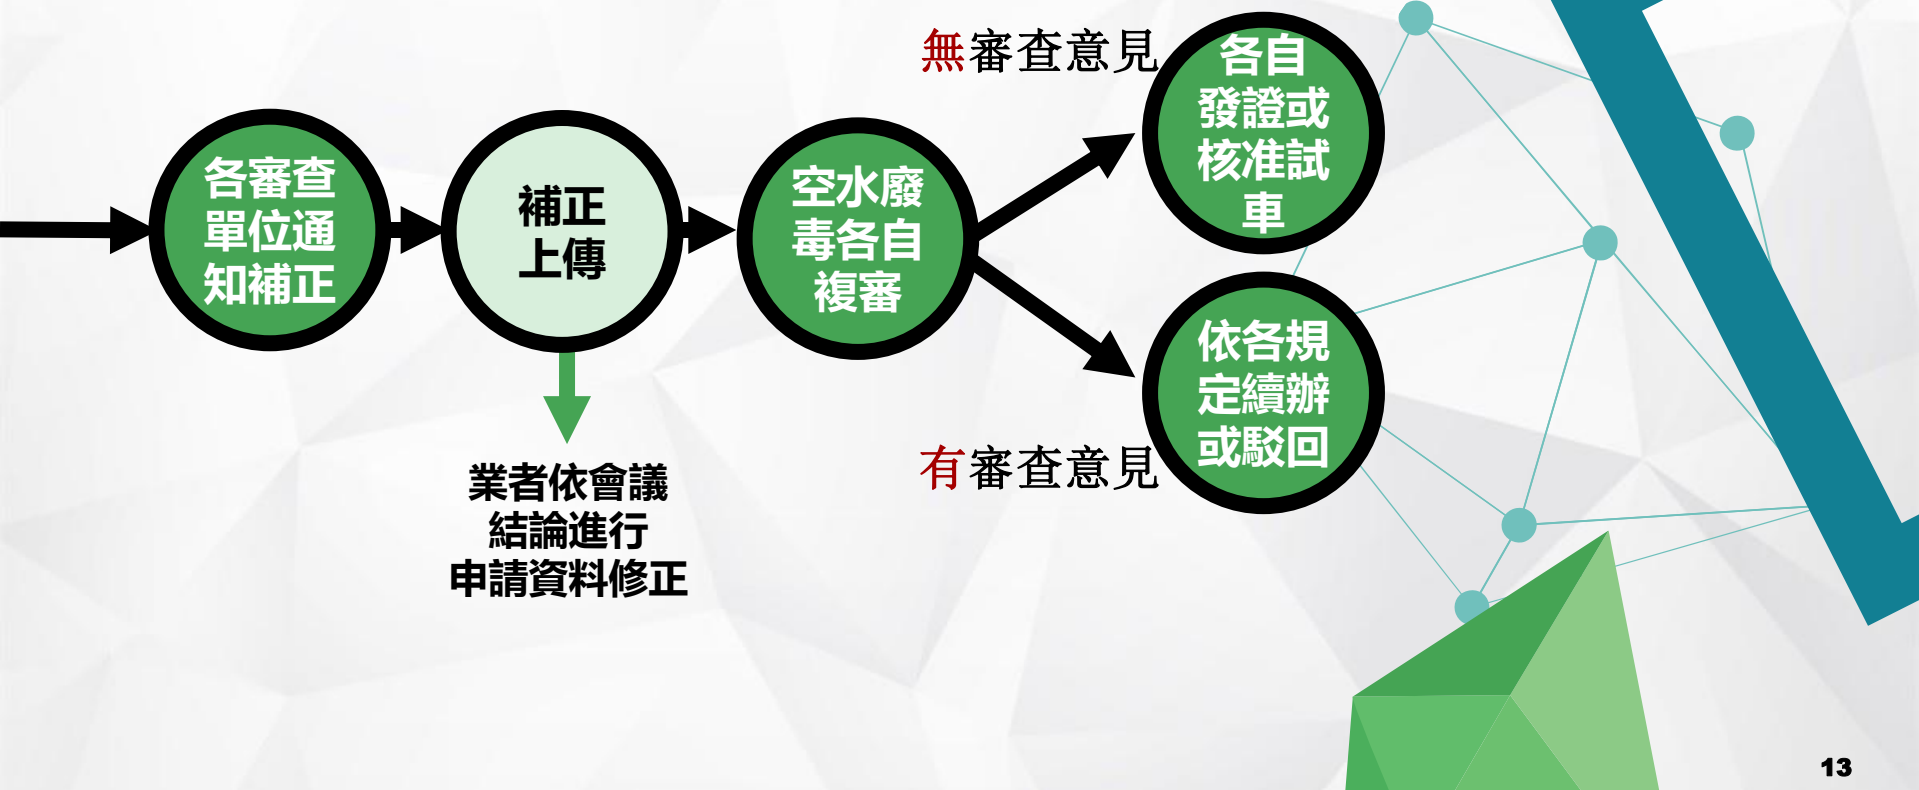 各審查
單位通
知補正
補正
上傳
業者依會議
結論進行
申請資料修正
空水廢
毒各自
複審
無審查意見
各自
發證或
核准試
車
有審查意見
依各規
定續辦
或駁回
13